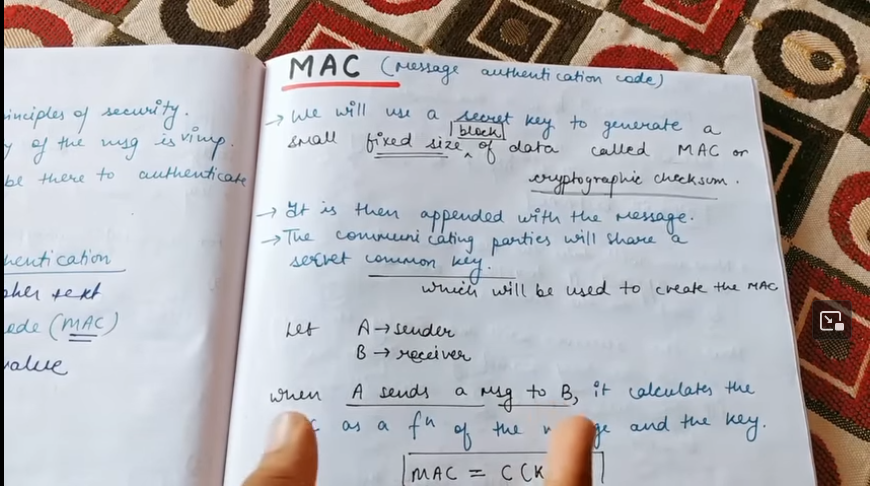 inciples of security.
y of the msg is vimp.
be there to authenticate
hentication
pher text
ode (MAC)
value
MAC (Message authentication code)
→ We will use a secret key to generate a
small fixed size ^ block of data called MAC or
cryptographic checksum.
→ It is then appended with the message.
→ The communicating parties will share a
secret common key.
which will be used to create the MAC
Let A → sender
B → receiver
when A sends a msg to B, it calculates the
C as a fn of the m ge and the key.
MAC = C(K